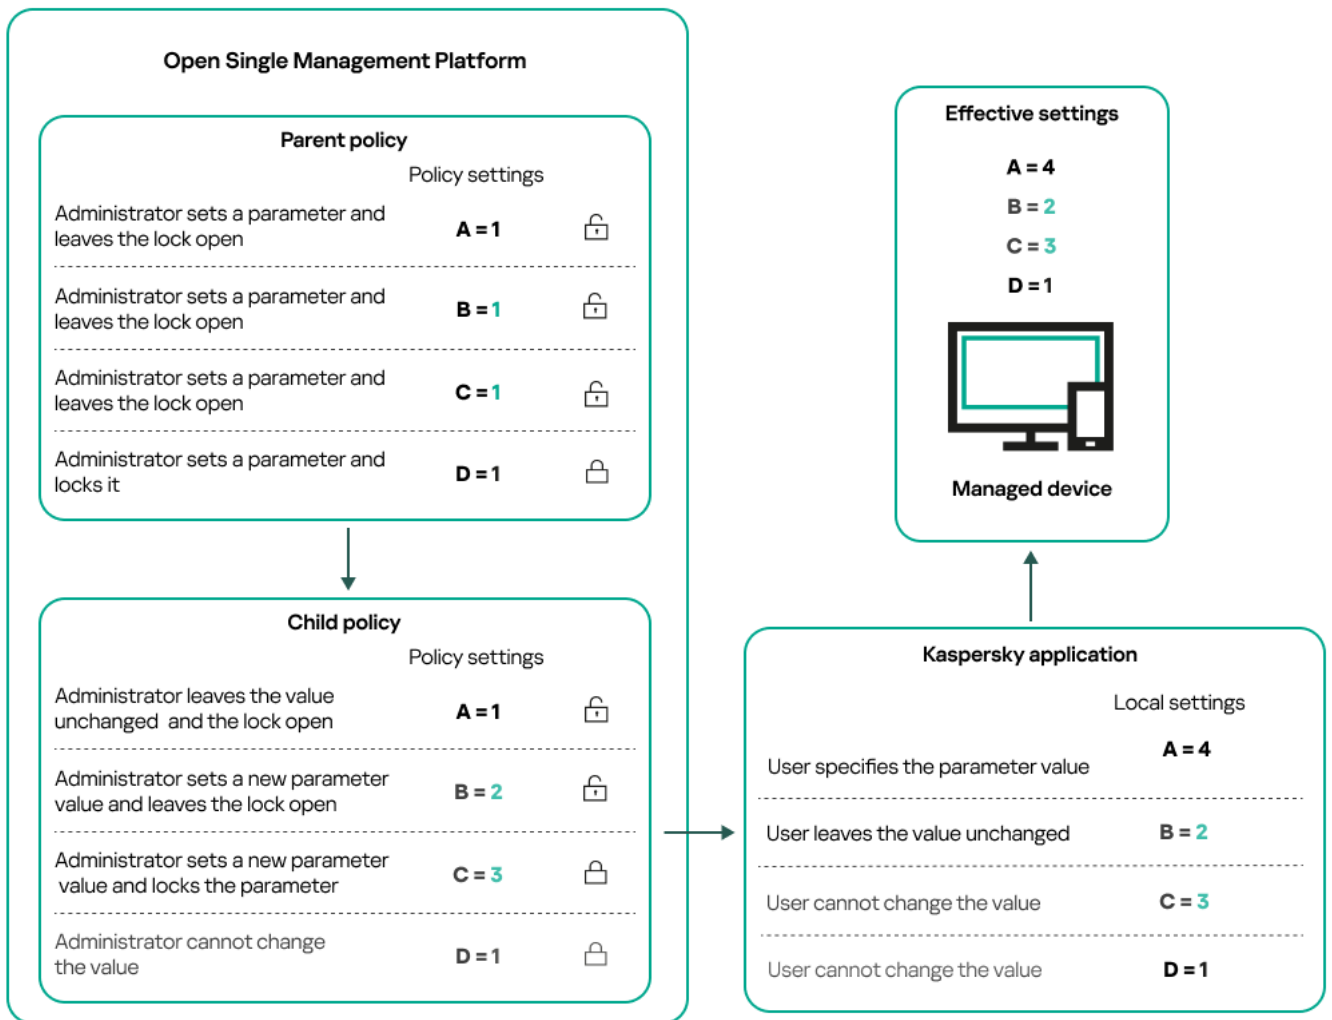 Open Single Management Platform
Parent policy
Policy settings
Administrator sets a parameter and
leaves the lock open
A = 1
Administrator sets a parameter and
leaves the lock open
B = 1
Administrator sets a parameter and
leaves the lock open
C = 1
Administrator sets a parameter and
locks it
D = 1
Child policy
Policy settings
Administrator leaves the value
unchanged and the lock open
A = 1
Administrator sets a new parameter
value and leaves the lock open
B = 2
Administrator sets a new parameter
value and locks the parameter
C = 3
Administrator cannot change
the value
D = 1
Kaspersky application
Local settings
User specifies the parameter value
A = 4
User leaves the value unchanged
B = 2
User cannot change the value
C = 3
User cannot change the value
D = 1
Effective settings
A = 4
B = 2
C = 3
D = 1
Managed device